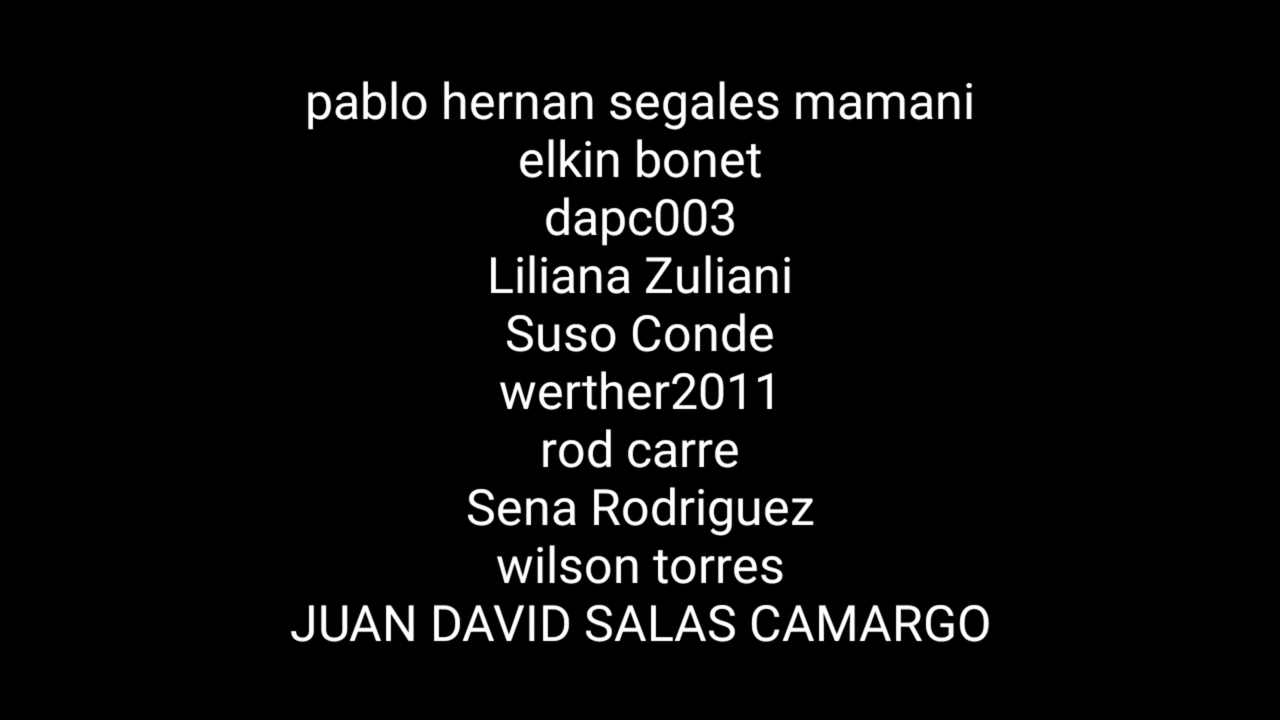 pablo hernan segales mamani
elkin bonet
dapc003
Liliana Zuliani
Suso Conde
werther2011
rod carre
Sena Rodriguez
wilson torres
JUAN DAVID SALAS CAMARGO